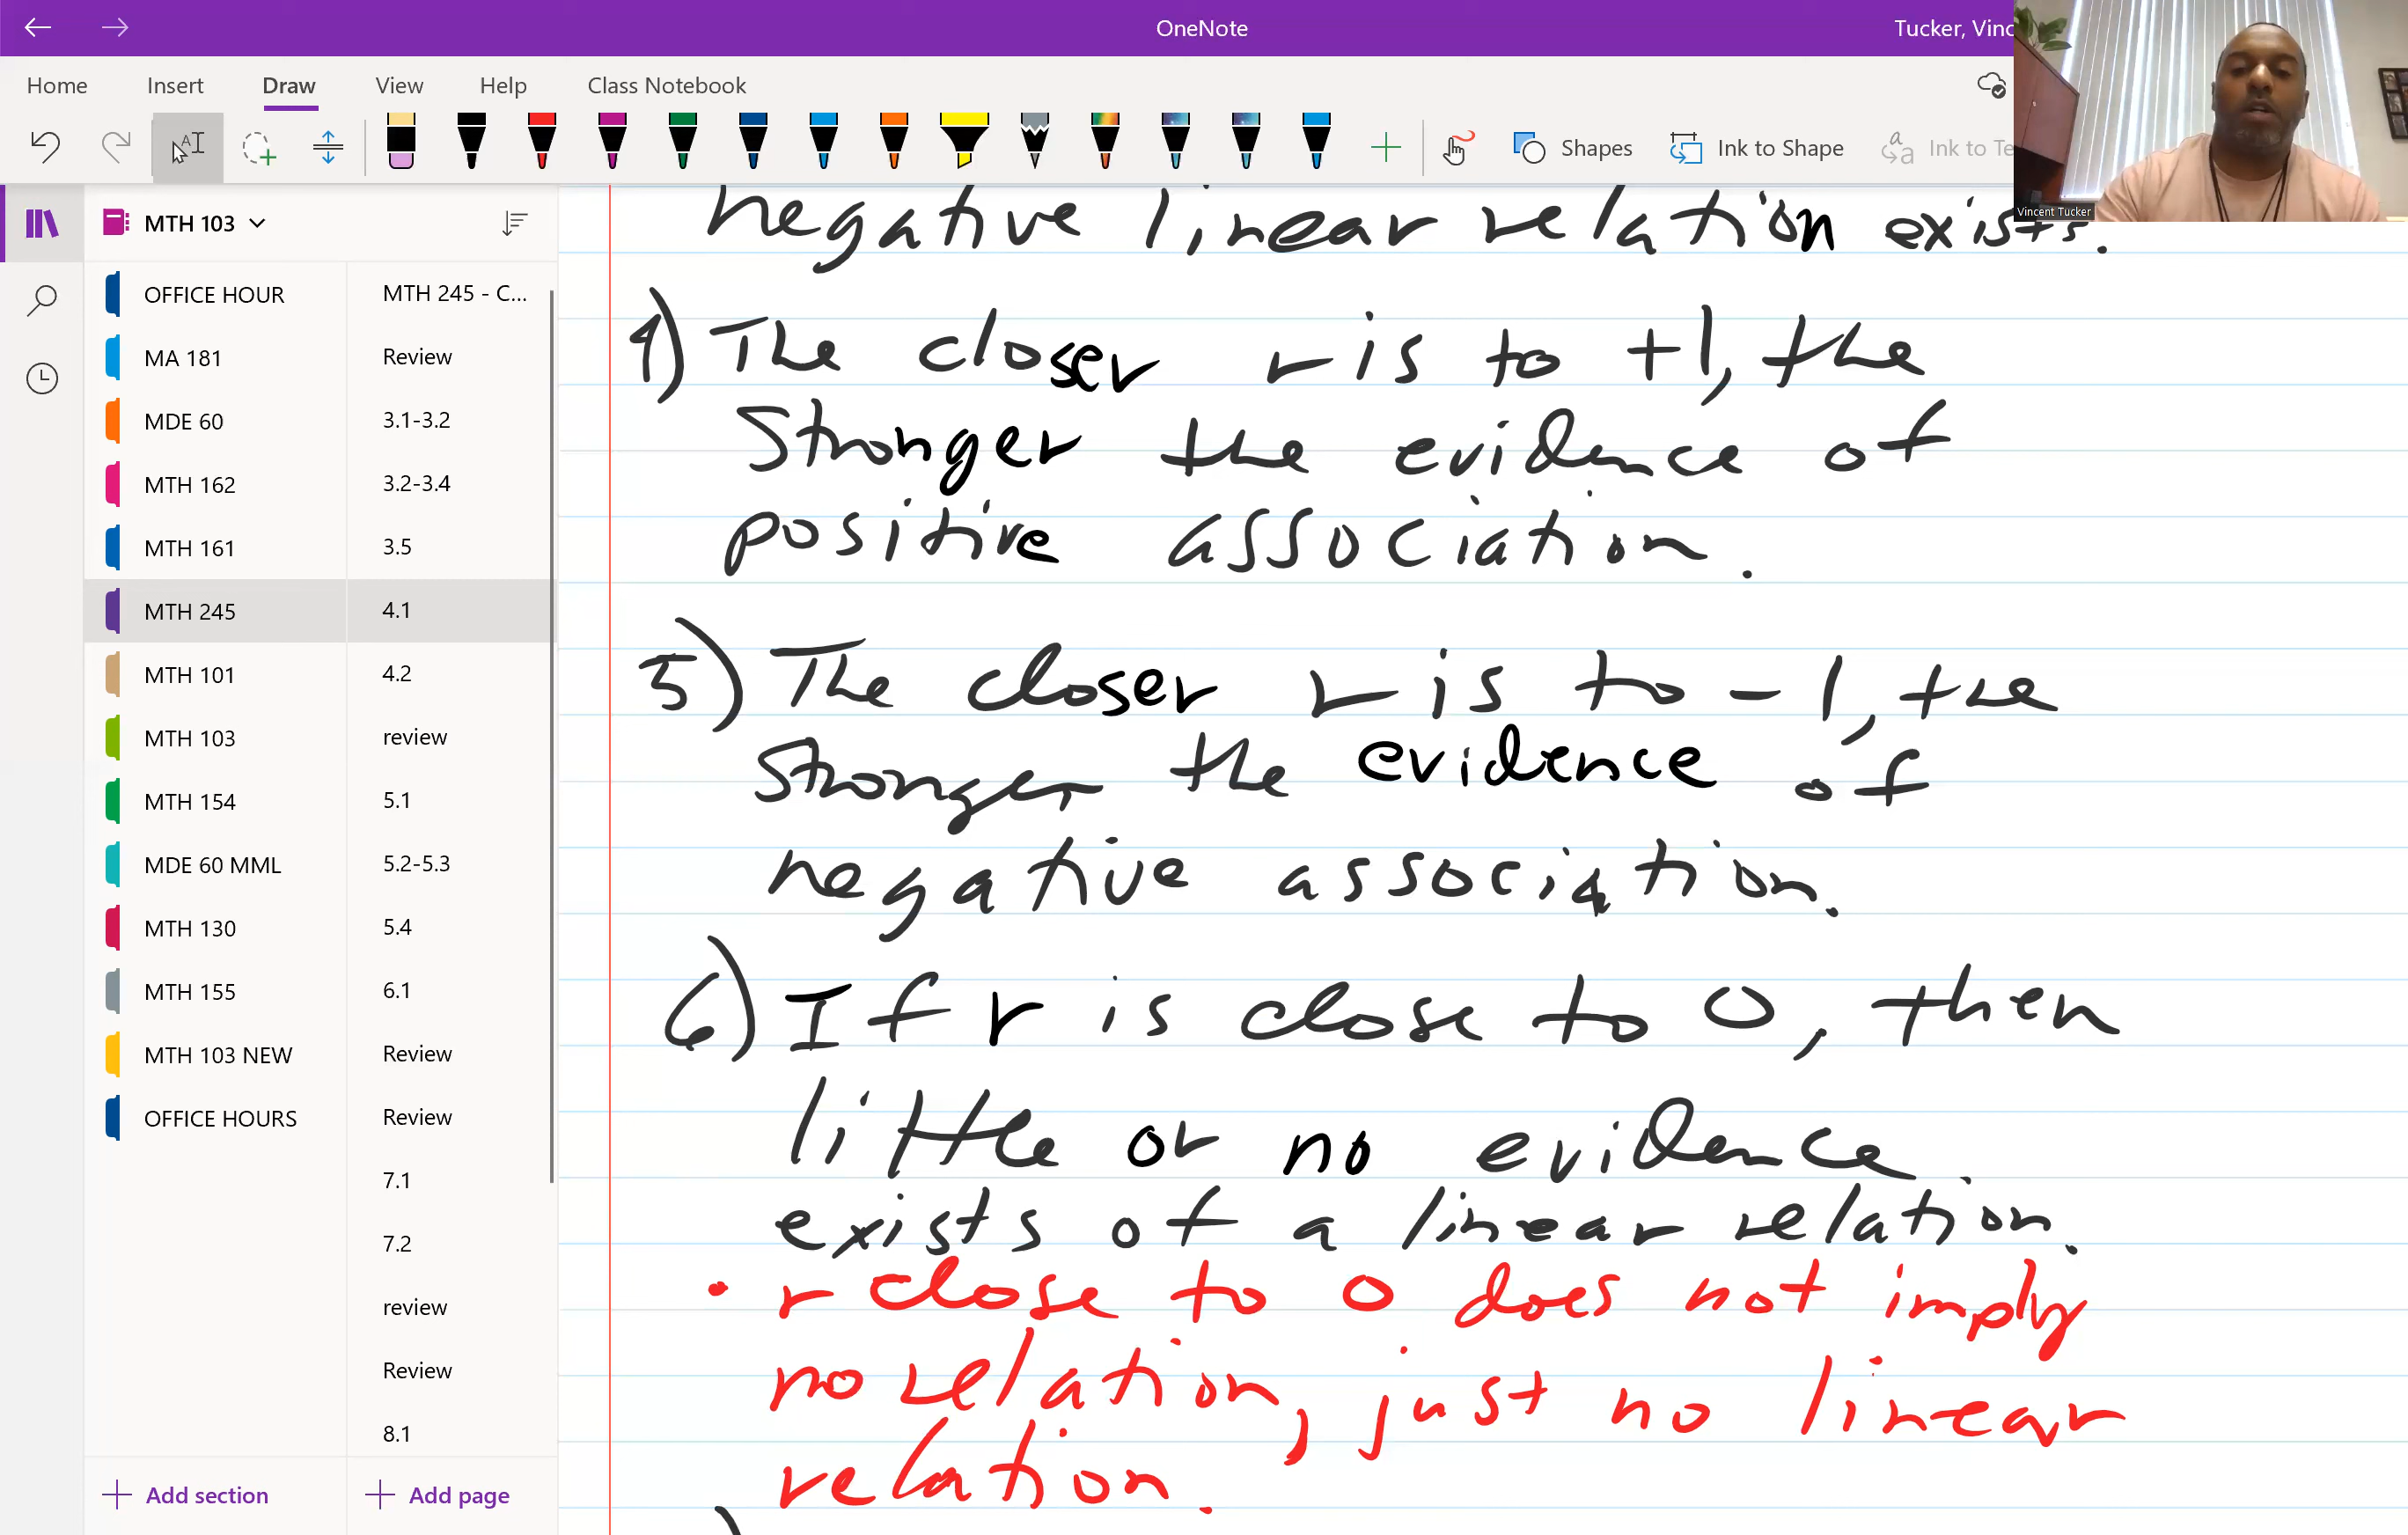 OneNote
Tucker, Vinc
Home Insert Draw View Help Class Notebook
Shapes Ink to Shape Ink to Te
Vincent Tucker
MTH 103
OFFICE HOUR
MA 181
MDE 60
MTH 162
MTH 161
MTH 245
MTH 101
MTH 103
MTH 154
MDE 60 MML
MTH 130
MTH 155
MTH 103 NEW
OFFICE HOURS
Add section
MTH 245 - C...
Review
3.1-3.2
3.2-3.4
3.5
4.1
4.2
review
5.1
5.2-5.3
5.4
6.1
Review
Review
7.1
7.2
review
Review
8.1
Add page
negative linear relation exists.
4) The closer r is to +1, the
Stronger the evidence of
positive association.
5) The closer r is to -1, the
Stronger the evidence of
negative association.
6) If r is close to 0, then
little or no evidence
exists of a linear relation.
• r close to 0 does not imply
no relation, just no linear
relation.